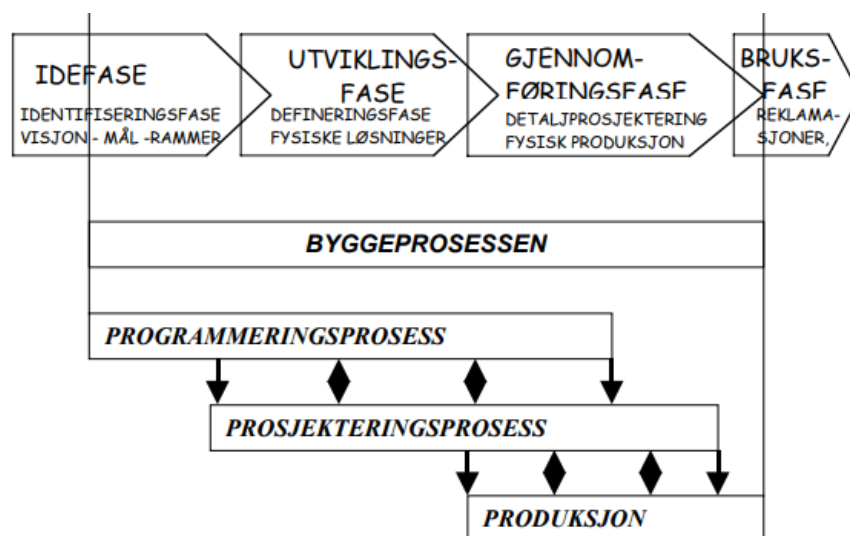 IDEFASE
IDENTIFISERINGSFASE
VISJON - MÅL -RAMMER
UTVIKLINGS-
FASE
DEFINERINGSFASE
FYSISKE LØSNINGER
GJENNOM-
FØRINGSFASE
DETALJPROSJEKTERING
FYSISK PRODUKSJON
BRUKS-
FASE
REKLAMA-
SJONER,
BYGGEPROSESSEN
PROGRAMMERINGSPROSESS
PROSJEKTERINGSPROSESS
PRODUKSJON